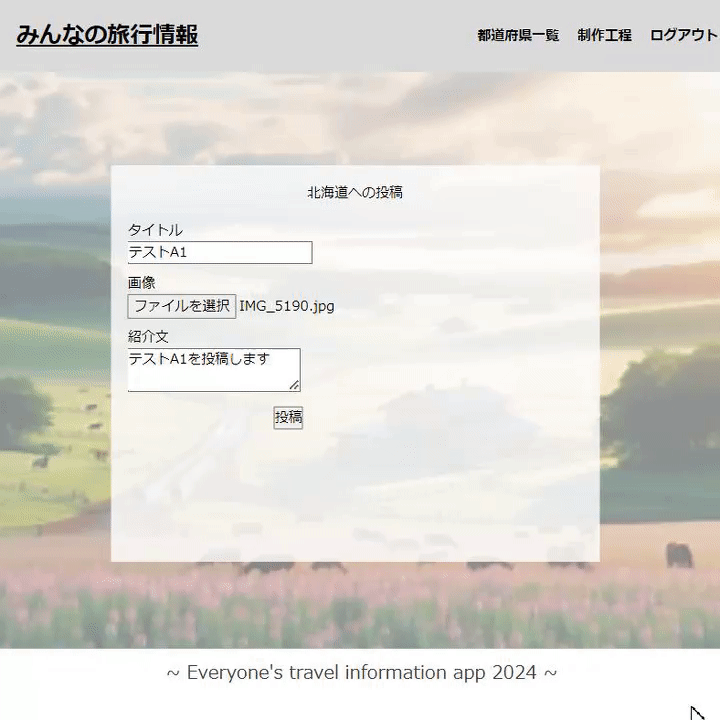 みんなの旅行情報
都道府県一覧 制作工程 ログアウト
北海道への投稿
タイトル
テストA1
画像
ファイルを選択 IMG_5190.jpg
紹介文
テストA1を投稿します
投稿
~ Everyone's travel information app 2024 ~